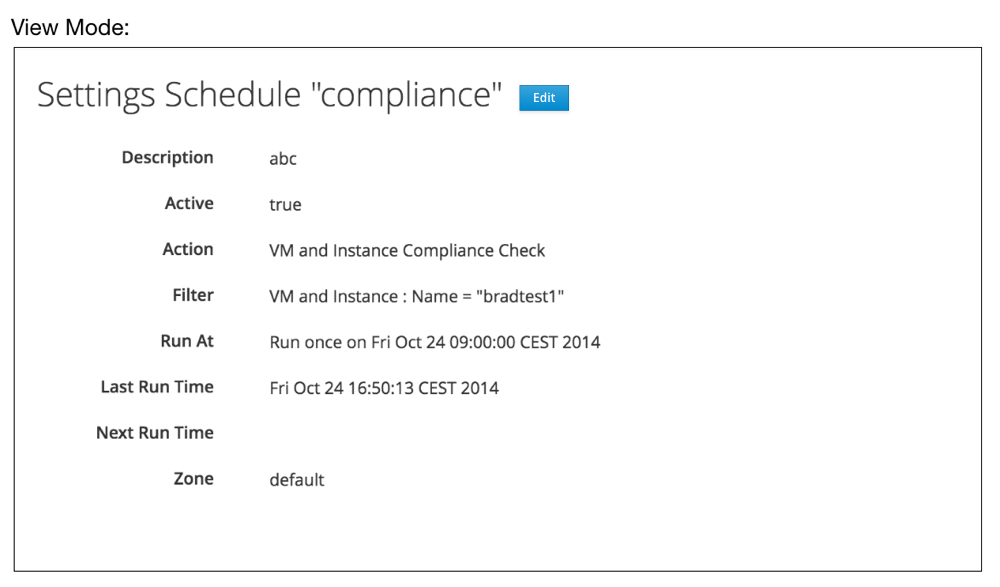 View Mode:
Settings Schedule "compliance" Edit
Description abc
Active true
Action VM and Instance Compliance Check
Filter VM and Instance : Name = "bradtest1"
Run At Run once on Fri Oct 24 09:00:00 CEST 2014
Last Run Time Fri Oct 24 16:50:13 CEST 2014
Next Run Time
Zone default